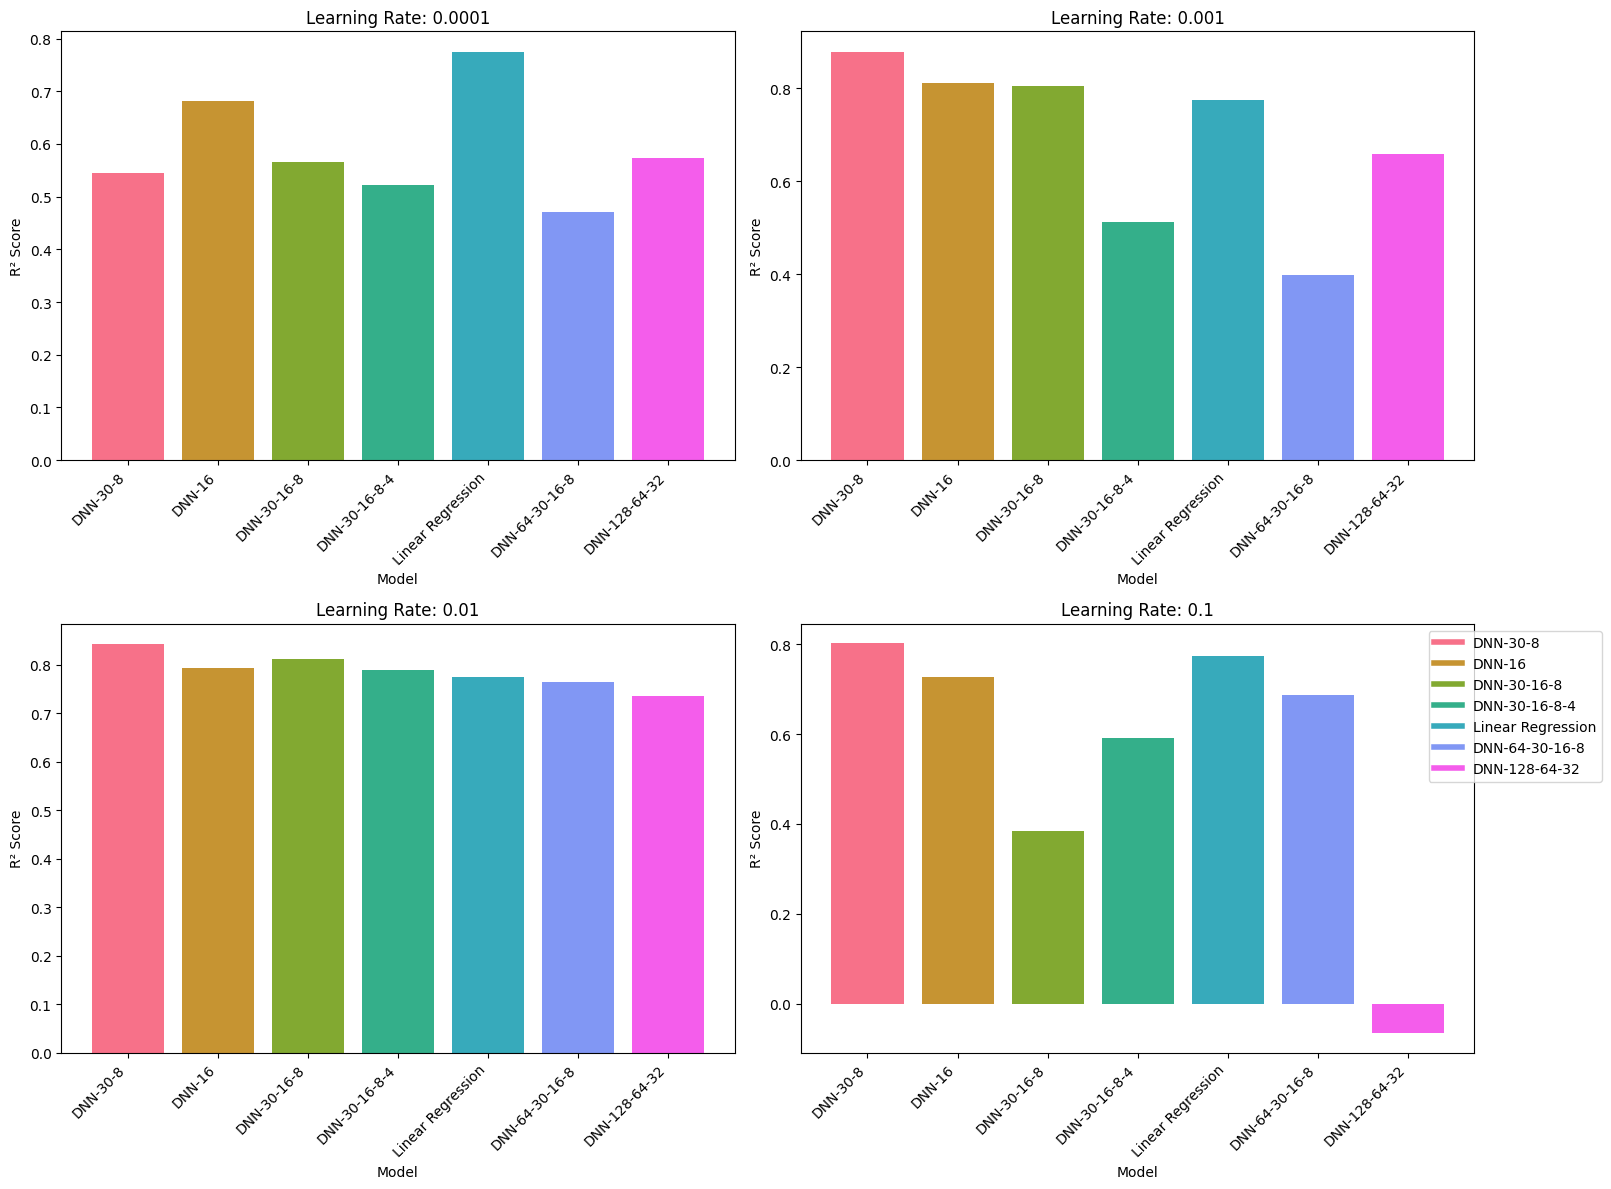 Learning Rate: 0.0001
R² Score
0.8
0.7
0.6
0.5
0.4
0.3
0.2
0.1
0.0
DNN-30-8
DNN-16
DNN-30-16-8
DNN-30-16-8-4
Linear Regression
DNN-64-30-16-8
DNN-128-64-32
Model
Learning Rate: 0.001
R² Score
0.8
0.6
0.4
0.2
0.0
DNN-30-8
DNN-16
DNN-30-16-8
DNN-30-16-8-4
Linear Regression
DNN-64-30-16-8
DNN-128-64-32
Model
Learning Rate: 0.01
R² Score
0.8
0.7
0.6
0.5
0.4
0.3
0.2
0.1
0.0
DNN-30-8
DNN-16
DNN-30-16-8
DNN-30-16-8-4
Linear Regression
DNN-64-30-16-8
DNN-128-64-32
Model
Learning Rate: 0.1
R² Score
0.8
0.6
0.4
0.2
0.0
DNN-30-8
DNN-16
DNN-30-16-8
DNN-30-16-8-4
Linear Regression
DNN-64-30-16-8
DNN-128-64-32
Model
DNN-30-8
DNN-16
DNN-30-16-8
DNN-30-16-8-4
Linear Regression
DNN-64-30-16-8
DNN-128-64-32